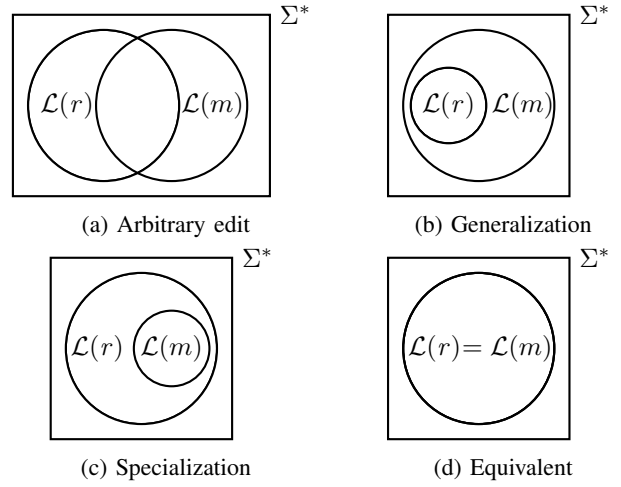 Σ* Σ*
ℒ(r) ℒ(m) ℒ(r) ℒ(m)
(a) Arbitrary edit (b) Generalization
Σ* Σ*
ℒ(r) ℒ(m) ℒ(r)= ℒ(m)
(c) Specialization (d) Equivalent